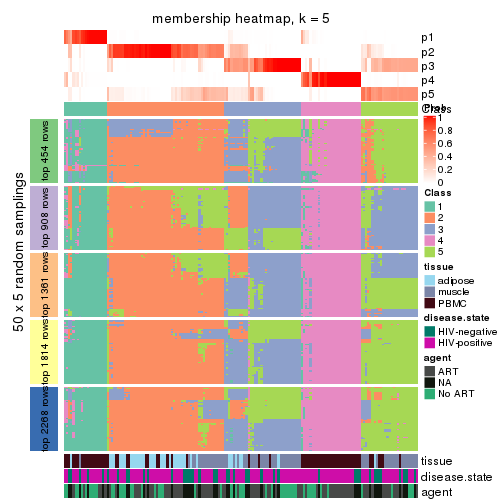 membership heatmap, k = 5
p1
p2
p3
p4
p5
Class
Prob
1
0.8
0.6
0.4
0.2
0
Class
1
2
3
4
5
tissue
adipose
muscle
PBMC
disease.state
HIV-negative
HIV-positive
agent
ART
NA
No ART
50 x 5 random samplings
top 454 rows
top 908 rows
top 1361 rows
top 1814 rows
top 2268 rows
tissue
disease.state
agent